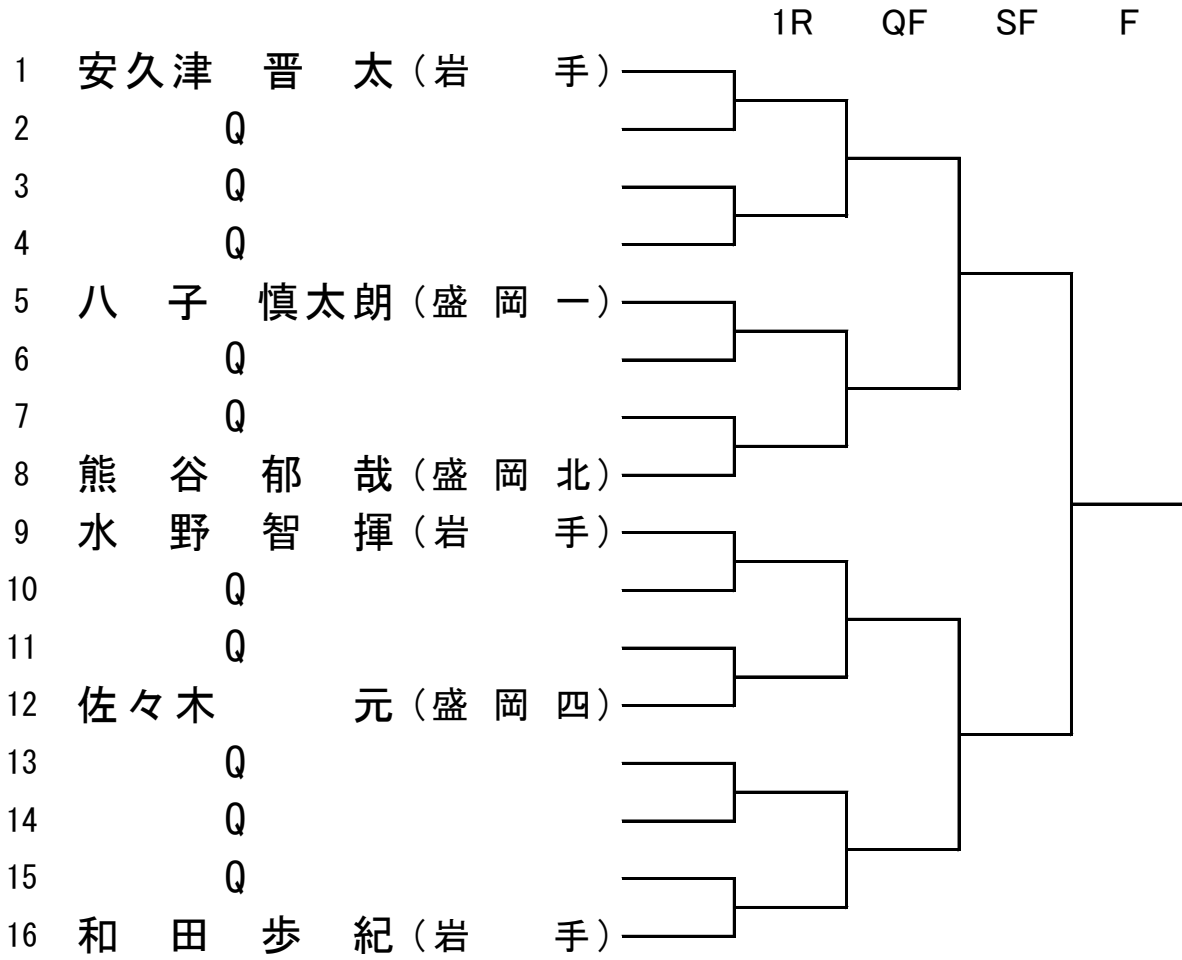 1R QF SF F
1 安久津 晋 太（岩 手）
2 Q
3 Q
4 Q
5 八 子 慎太朗（盛 岡 一）
6 Q
7 Q
8 熊 谷 郁 哉（盛 岡 北）
9 水 野 智 揮（岩 手）
10 Q
11 Q
12 佐々木 元（盛 岡 四）
13 Q
14 Q
15 Q
16 和 田 歩 紀（岩 手）